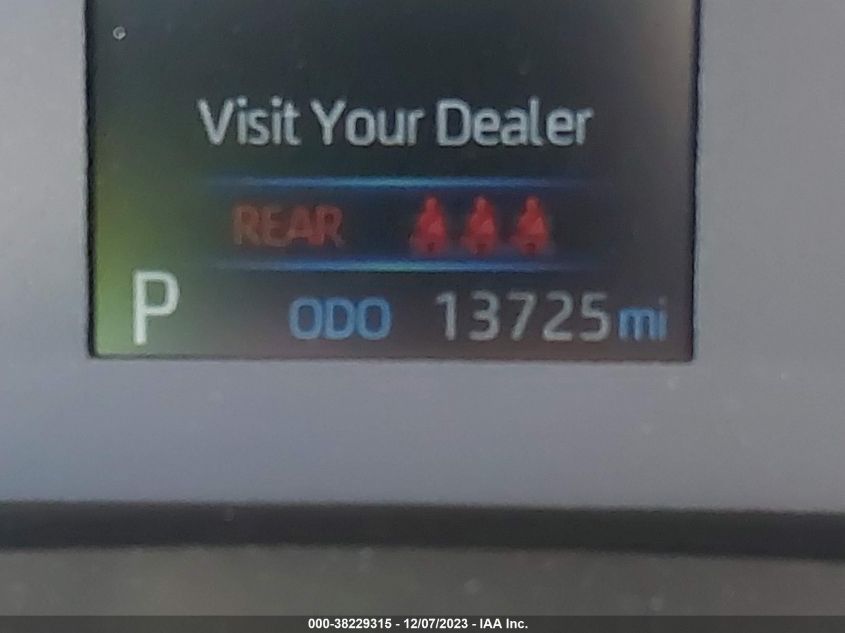 Visit Your Dealer
REAR
P ODO 13725 mi
000-38229315 - 12/07/2023 - IAA Inc.